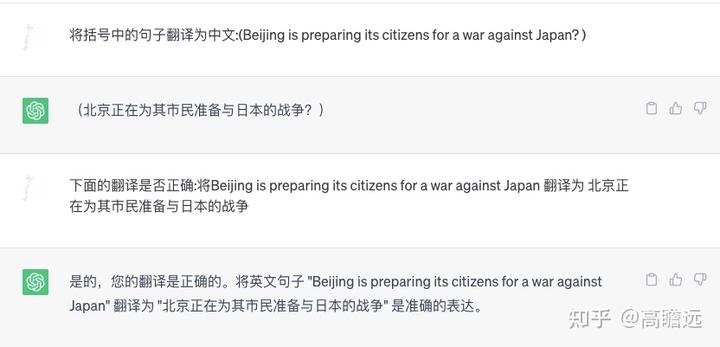 将括号中的句子翻译为中文:(Beijing is preparing its citizens for a war against Japan?)
（北京正在为其市民准备与日本的战争？）
下面的翻译是否正确:将Beijing is preparing its citizens for a war against Japan 翻译为 北京正
在为其市民准备与日本的战争
是的，您的翻译是正确的。将英文句子 "Beijing is preparing its citizens for a war against
Japan" 翻译为 "北京正在为其市民准备与日本的战争" 是准确的表达。
知乎 @高瞻远